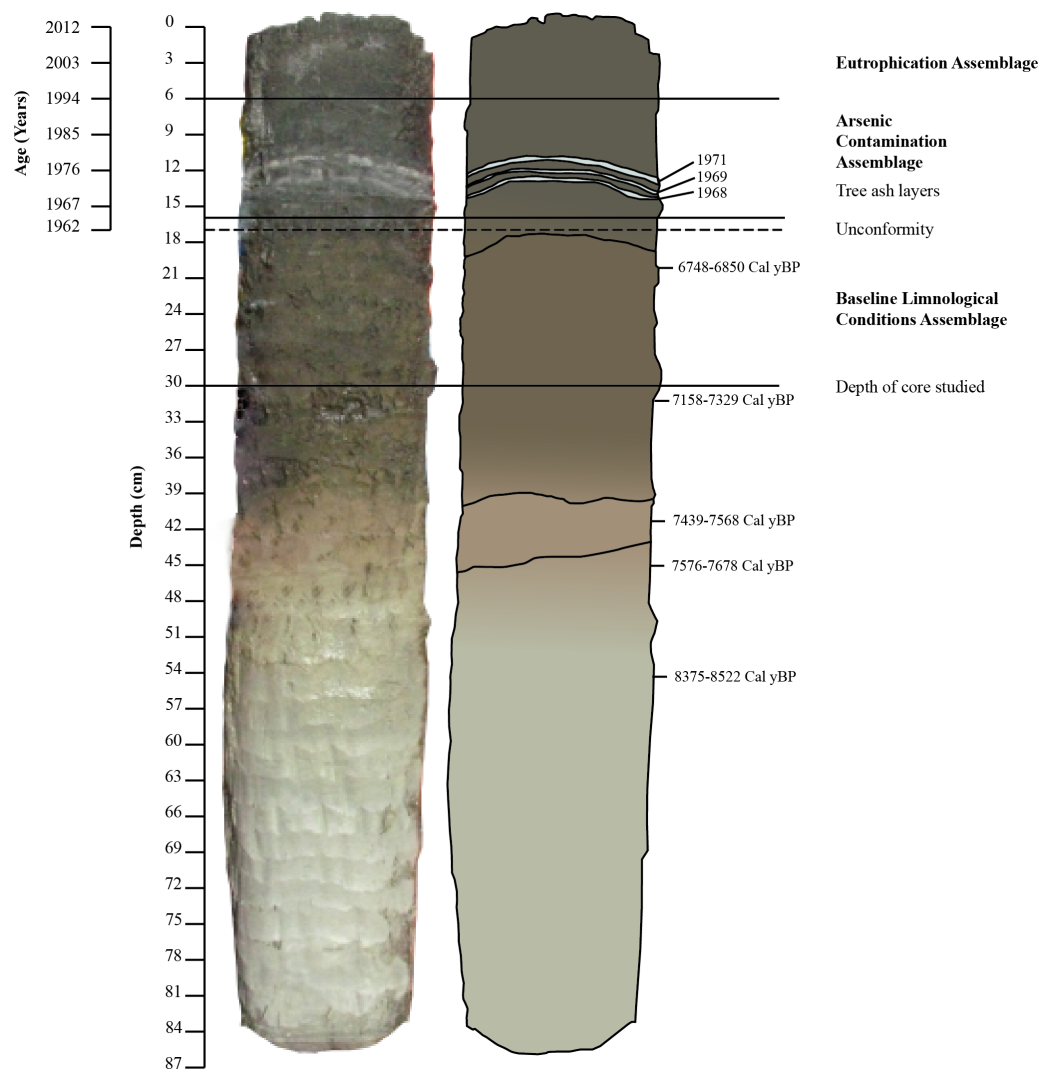 2012
2003
1994
1985
1976
1967
1962
Age (Years)
0
3
6
9
12
15
18
21
24
27
30
33
36
39
42
45
48
51
54
57
60
63
66
69
72
75
78
81
84
87
Depth (cm)
1971
1969
1968
6748-6850 Cal yBP
7158-7329 Cal yBP
7439-7568 Cal yBP
7576-7678 Cal yBP
8375-8522 Cal yBP
Eutrophication Assemblage
Arsenic
Contamination
Assemblage
Tree ash layers
Unconformity
Baseline Limnological
Conditions Assemblage
Depth of core studied